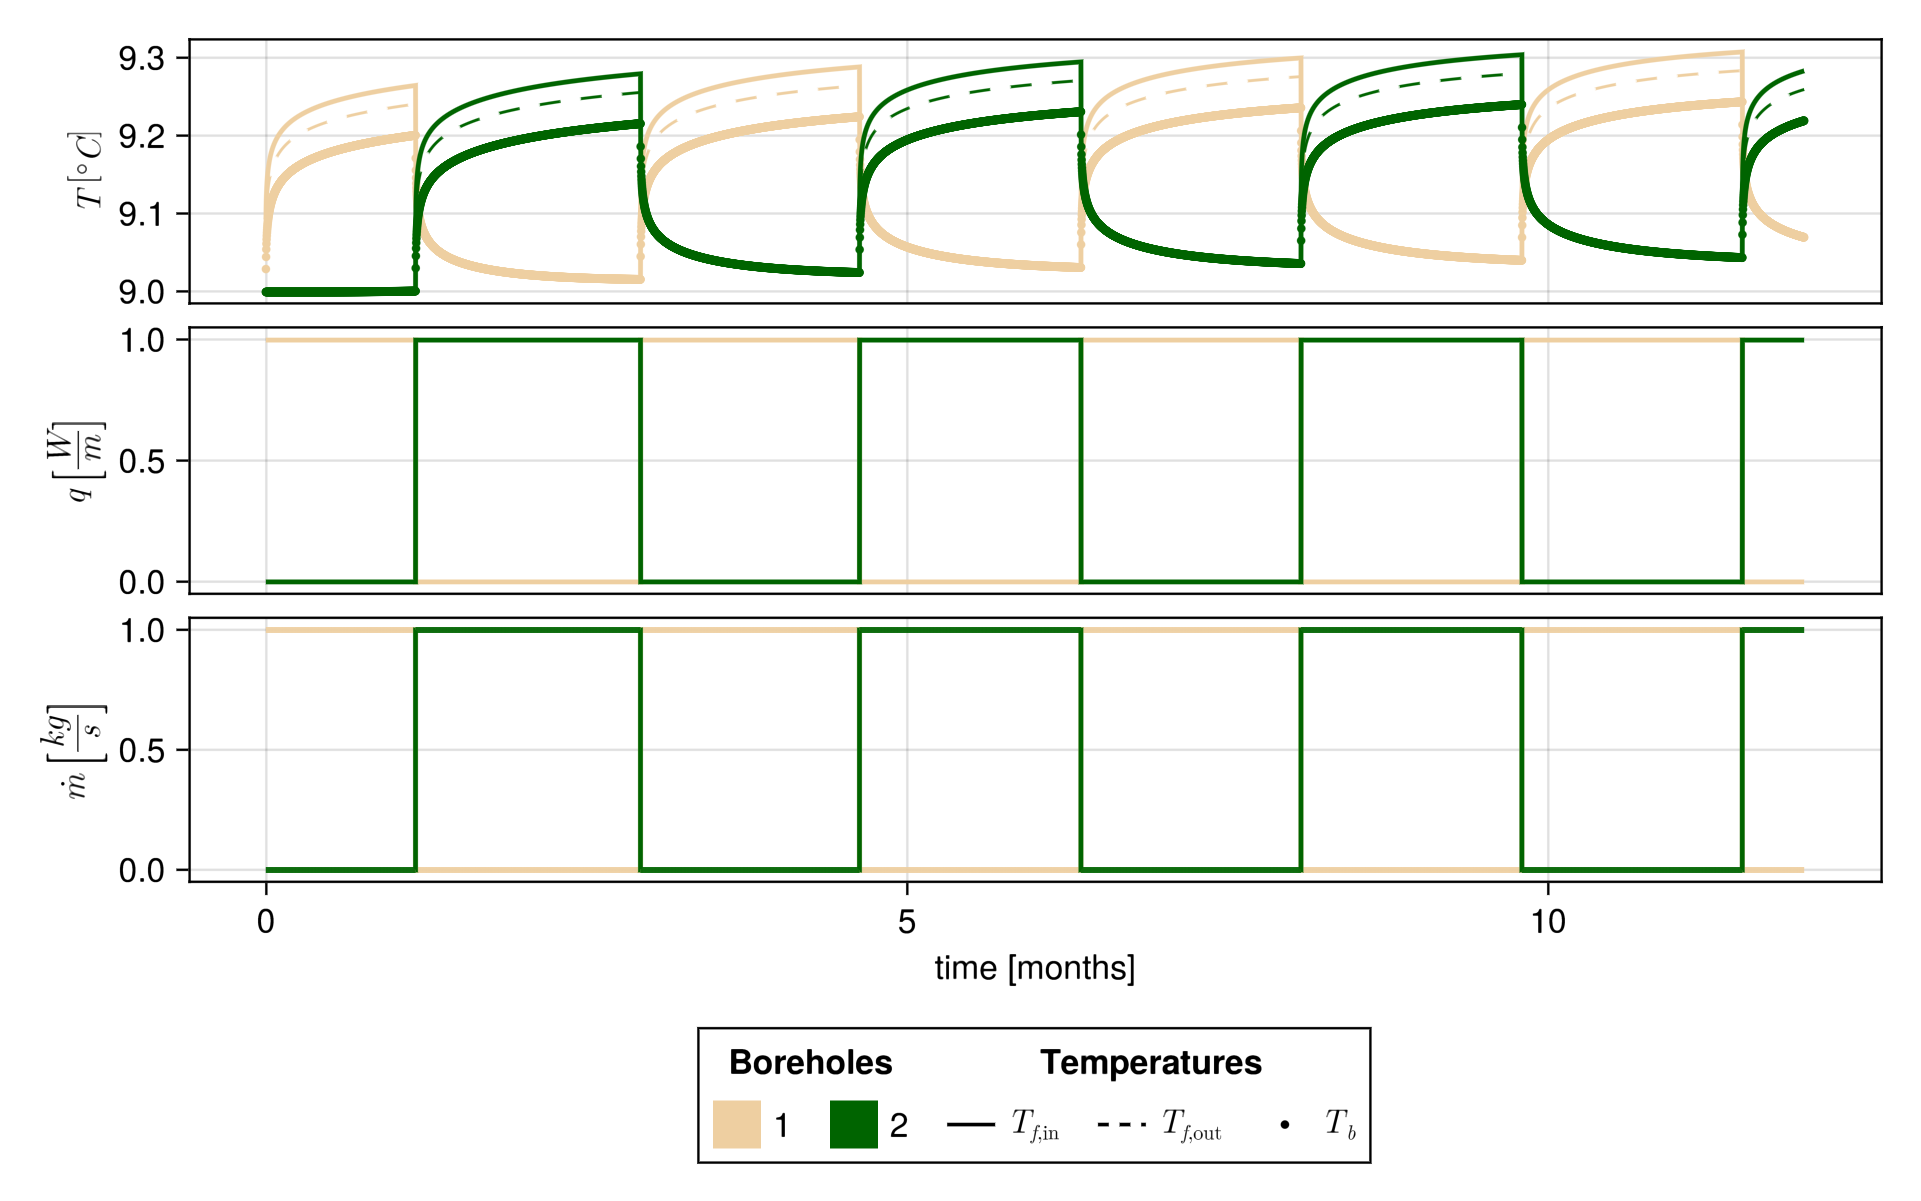 T [°C]
9.3
9.2
9.1
9.0
q [W/m]
1.0
0.5
0.0
ṁ [kg/s]
1.0
0.5
0.0
0 5 10
time [months]
Boreholes Temperatures
1 2 T_f,in T_f,out T_b